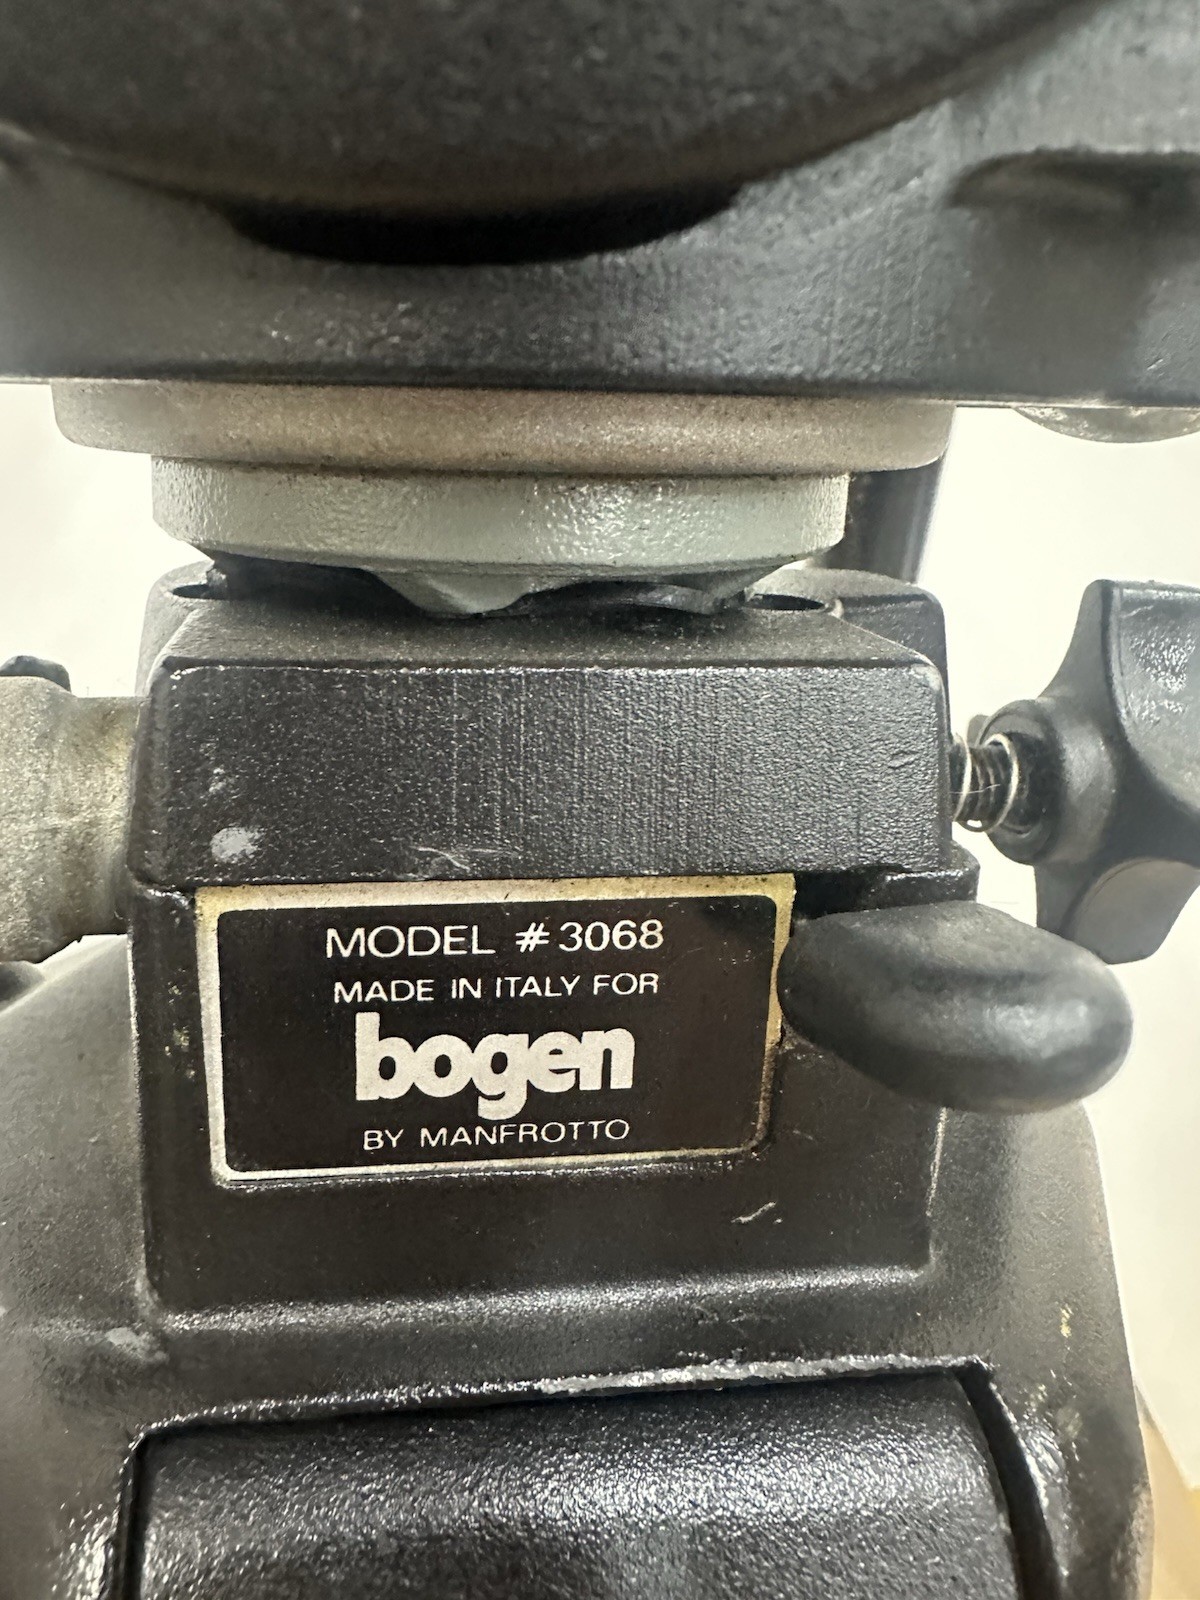 MODEL #3068
MADE IN ITALY FOR
bogen
BY MANFROTTO